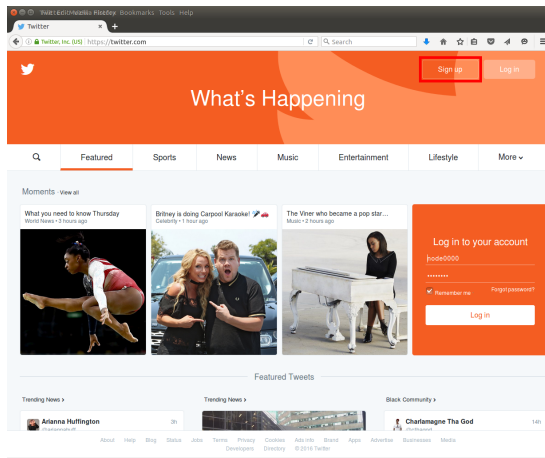 Bookmarks Tools Help
Twitter ×
Twitter, Inc. (US) https://twitter.com
Search
Sign up
Log in
What's Happening
Featured Sports News Music Entertainment Lifestyle More
Moments · View all
What you need to know Thursday
World News • 3 hours ago
Britney is doing Carpool Karaoke!
Celebrity • 1 hour ago
The Viner who became a pop star…
Music • 2 hours ago
Log in to your account
node0000
Remember me
Forgot password?
Log in
Featured Tweets
Trending News ›
Trending News ›
Black Community ›
Arianna Huffington 3h
Charlamagne Tha God 14h
About Help Blog Status Jobs Terms Privacy Cookies Ads info Brand Apps Advertise Businesses Media
Developers Directory © 2016 Twitter